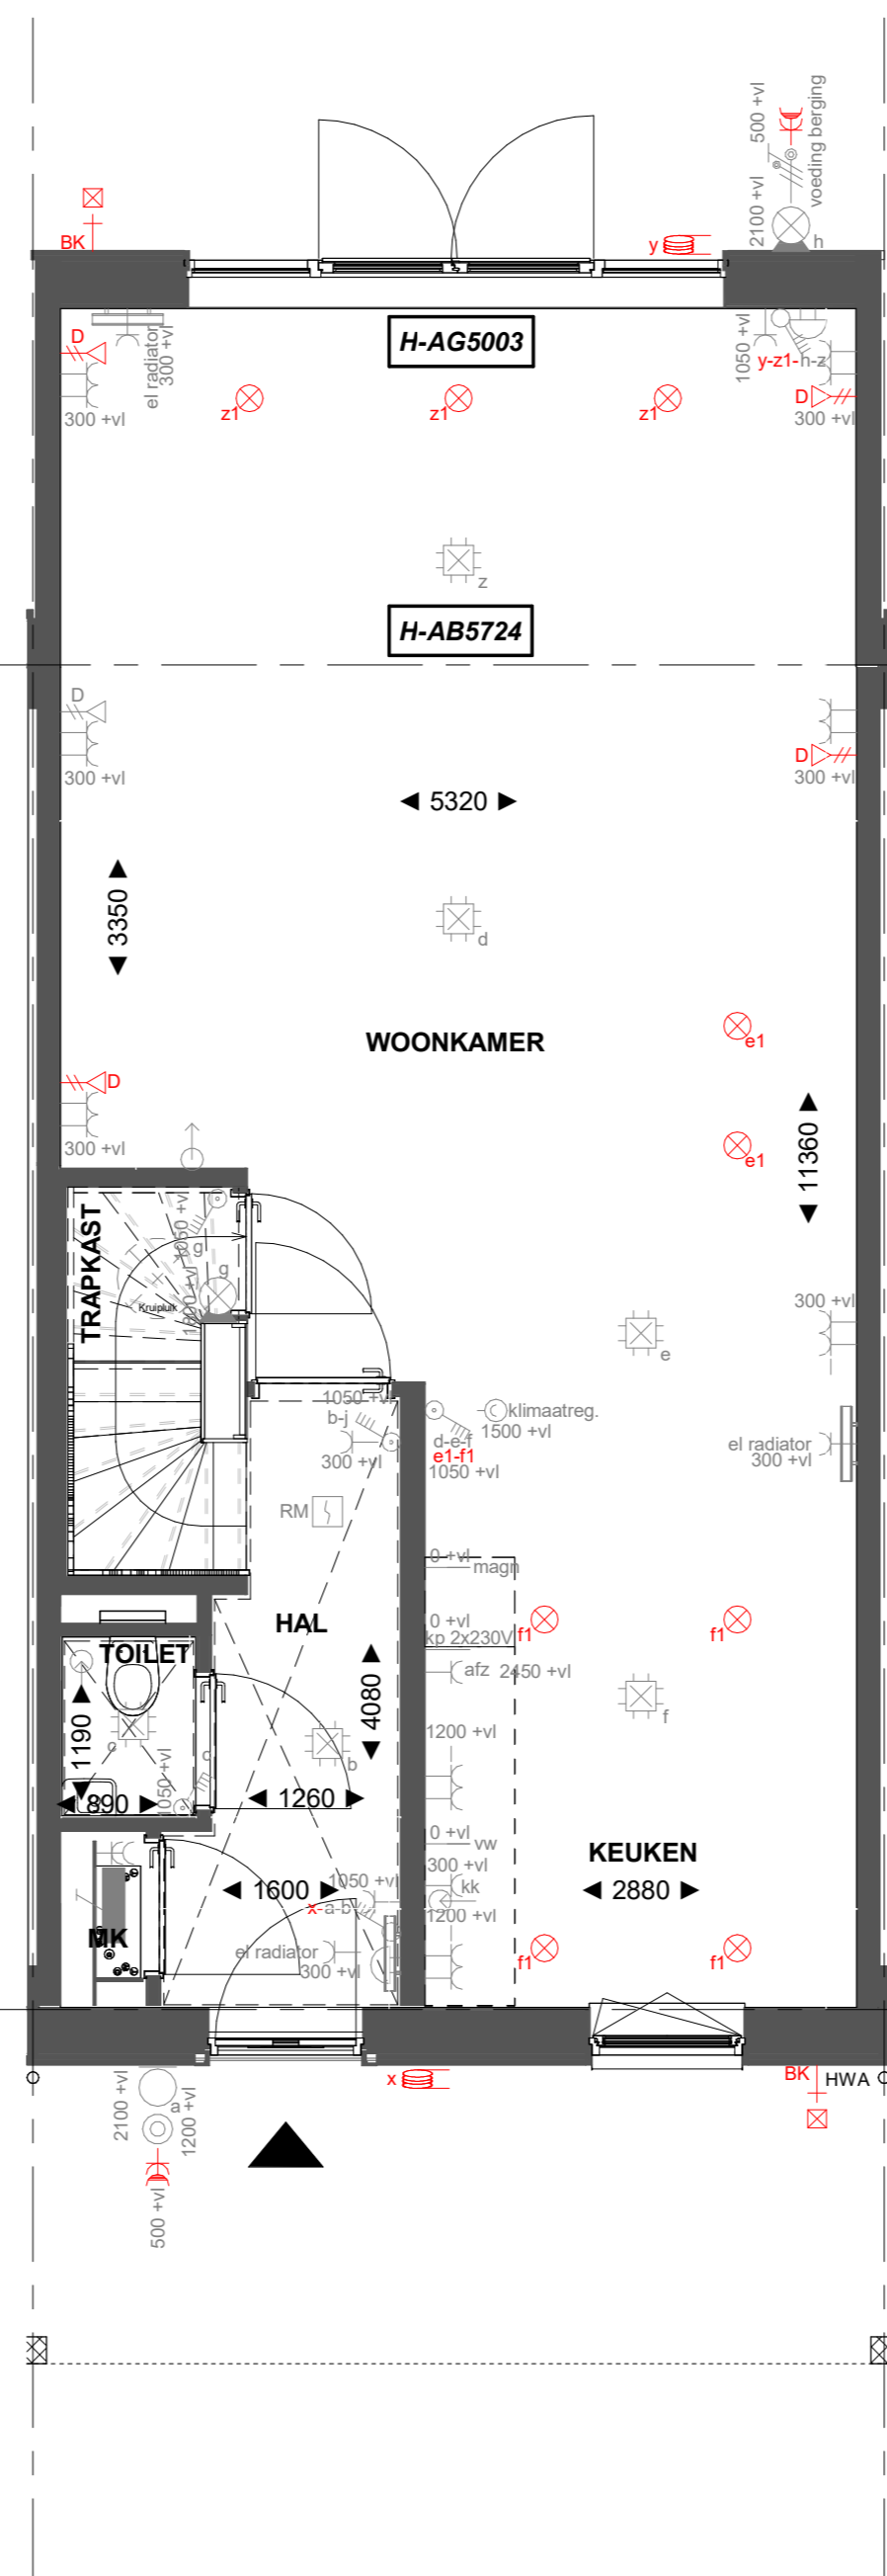 500 +vl
voeding berging
2100 +vl
h
BK
y
D
el radiator
300 +vl
300 +vl
H-AG5003
1050 +vl
y-z1-h-z
D
300 +vl
z1
z1
z1
z
H-AB5724
D
300 +vl
D
300 +vl
◄ 5320 ►
◄ 3350 ►
d
WOONKAMER
e1
D
300 +vl
e1
◄ 11360 ►
TRAPKAST
1050 +vl
g
g
Kruipluik
300 +vl
e
1050 +vl
b-j
300 +vl
klimaatreg.
1500 +vl
d-e-f
e1-f1
1050 +vl
el radiator
300 +vl
RM
0 +vl
magn
HAL
0 +vl
kp 2x230V
f1
f1
TOILET
afz
2450 +vl
◄ 4080 ►
◄ 1190 ►
c
c
1050 +vl
b
f
1200 +vl
◄ 890 ►
◄ 1260 ►
0 +vl
vw
KEUKEN
300 +vl
kk
◄ 2880 ►
1050 +vl
◄ 1600 ►
x-a-b
1200 +vl
MK
el radiator
300 +vl
f1
f1
x
BK
HWA
2100 +vl
a
1200 +vl
500 +vl